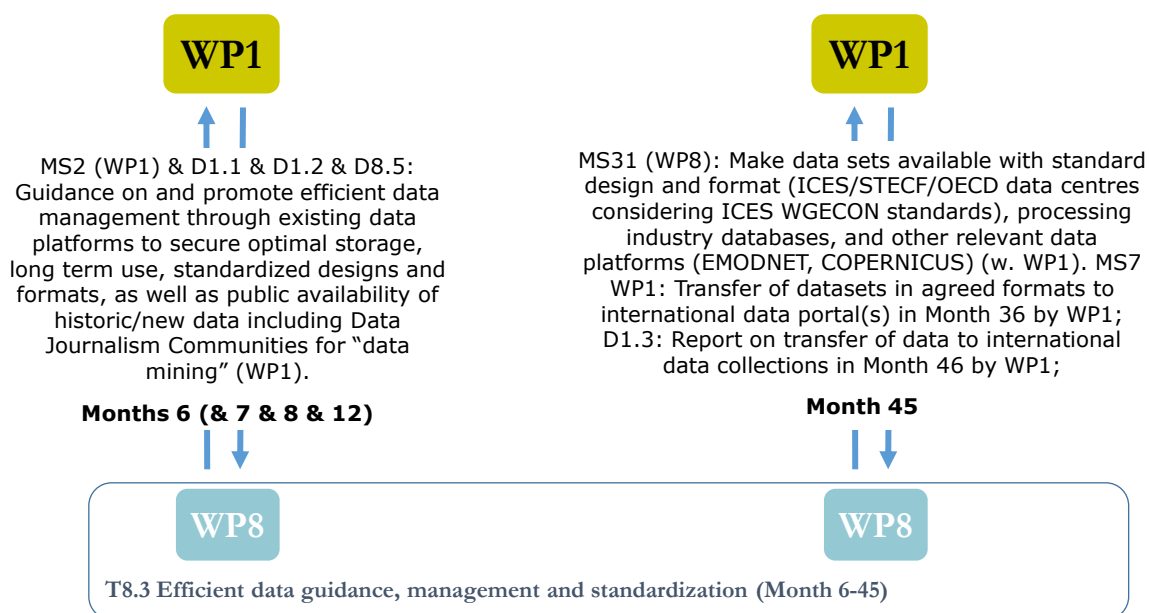 WP1
MS2 (WP1) & D1.1 & D1.2 & D8.5:
Guidance on and promote efficient data
management through existing data
platforms to secure optimal storage,
long term use, standardized designs and
formats, as well as public availability of
historic/new data including Data
Journalism Communities for “data
mining” (WP1).
Months 6 (& 7 & 8 & 12)
WP8
WP1
MS31 (WP8): Make data sets available with standard
design and format (ICES/STECF/OECD data centres
considering ICES WGECON standards), processing
industry databases, and other relevant data
platforms (EMODNET, COPERNICUS) (w. WP1). MS7
WP1: Transfer of datasets in agreed formats to
international data portal(s) in Month 36 by WP1;
D1.3: Report on transfer of data to international
data collections in Month 46 by WP1;
Month 45
WP8
T8.3 Efficient data guidance, management and standardization (Month 6-45)